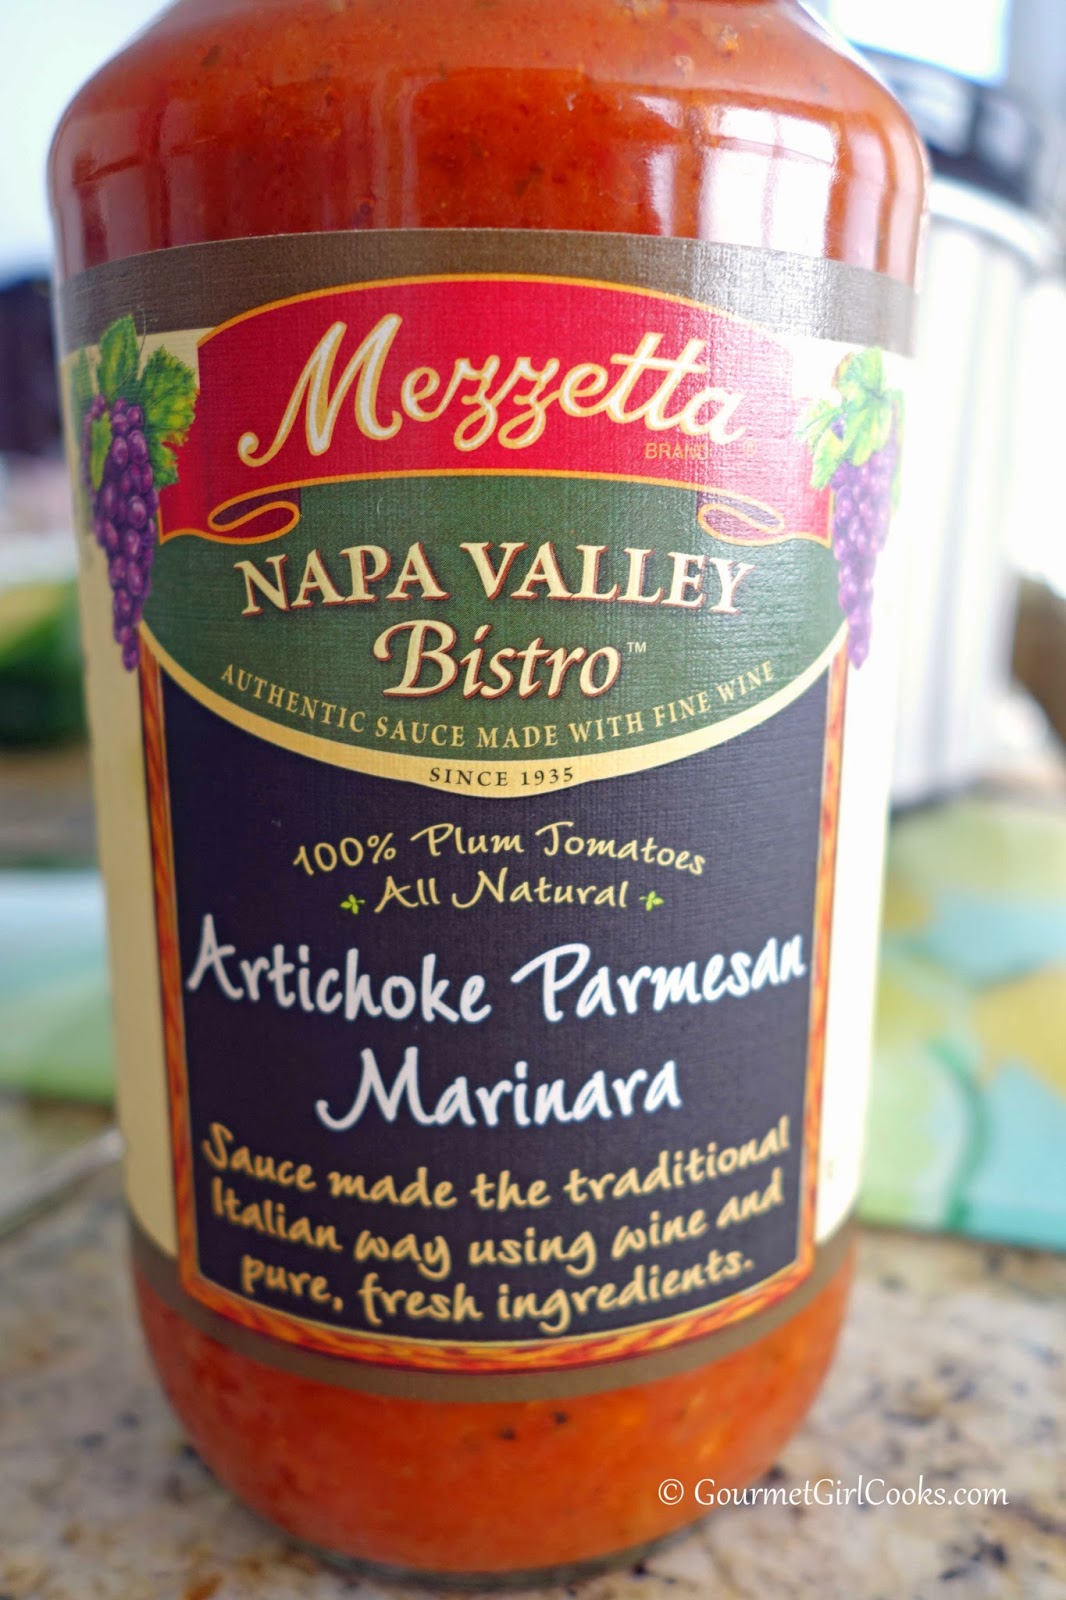 Mezzetta
BRAND ®
NAPA VALLEY
Bistro™
AUTHENTIC SAUCE MADE WITH FINE WINE
SINCE 1935
100% Plum Tomatoes
All Natural
Artichoke Parmesan
Marinara
Sauce made the traditional
Italian way using wine and
pure, fresh ingredients.
© GourmetGirlCooks.com